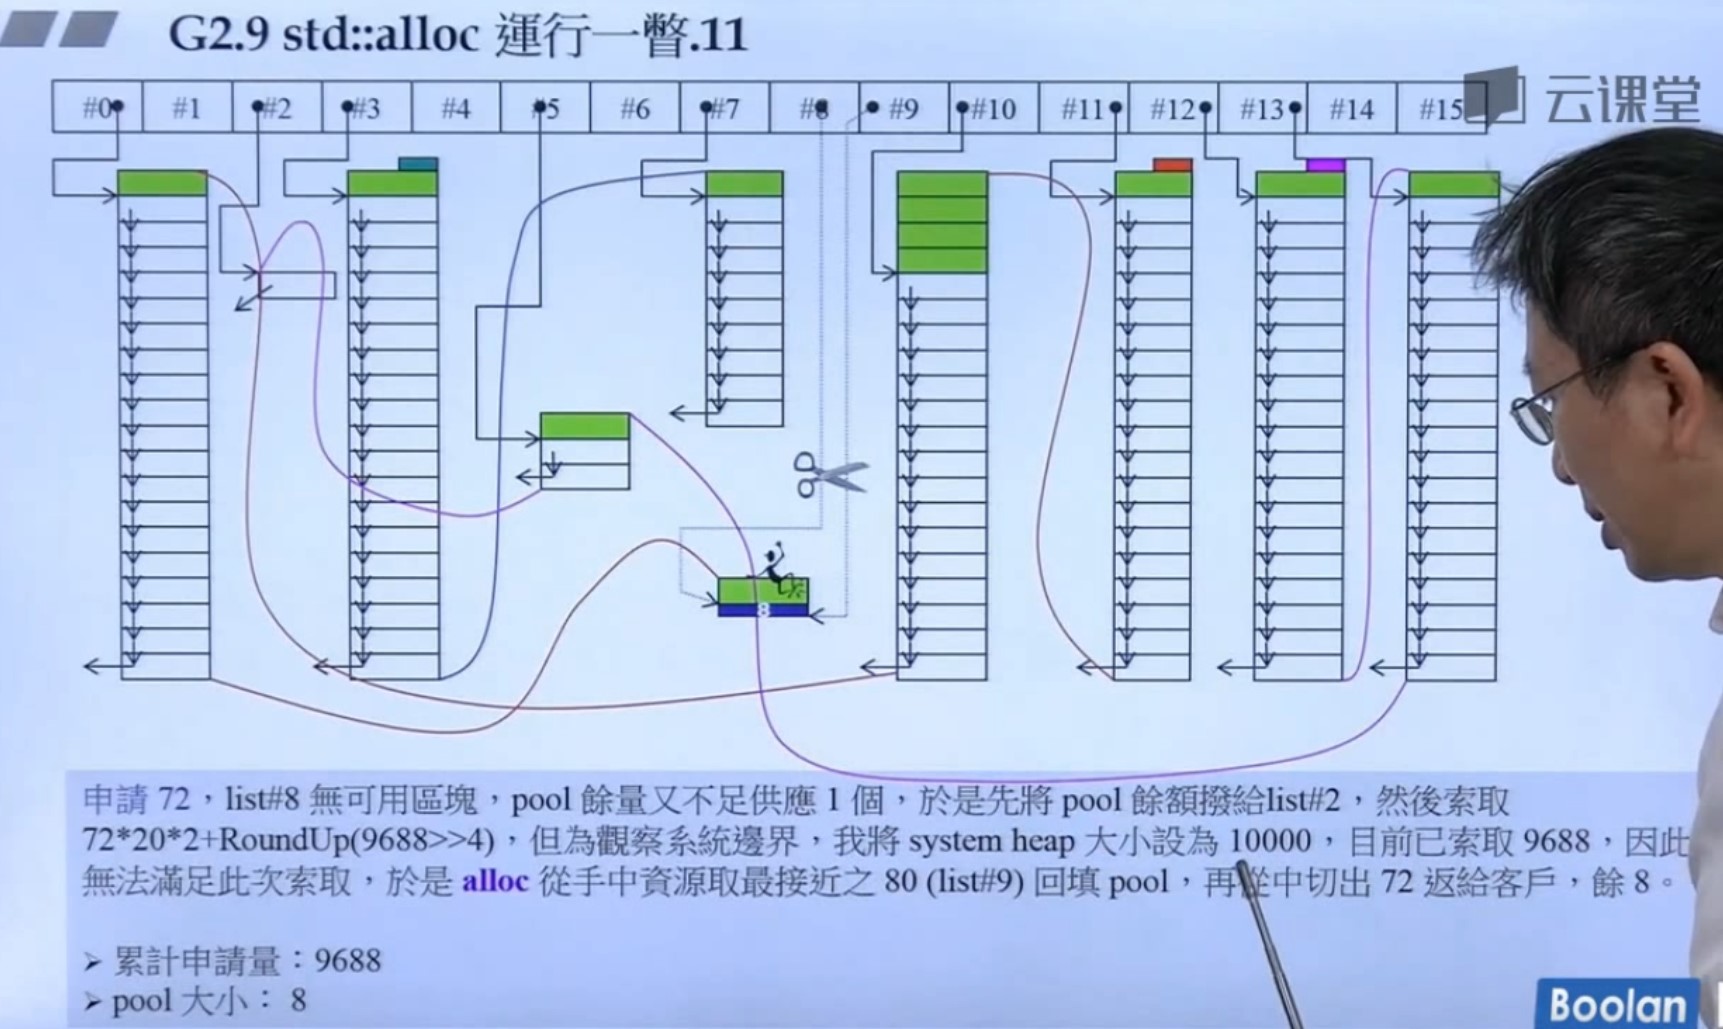 G2.9 std::alloc 運行一瞥.11
云课堂
#0 #1 #2 #3 #4 #5 #6 #7 #8 #9 #10 #11 #12 #13 #14 #15
8
申請 72，list#8 無可用區塊，pool 餘量又不足供應 1 個，於是先將 pool 餘額撥給list#2，然後索取
72*20*2+RoundUp(9688>>4)，但為觀察系統邊界，我將 system heap 大小設為 10000，目前已索取 9688，因此
無法滿足此次索取，於是 alloc 從手中資源取最接近之 80 (list#9) 回填 pool，再從中切出 72 返給客戶，餘 8。
➢ 累計申請量：9688
➢ pool 大小： 8
Boolan